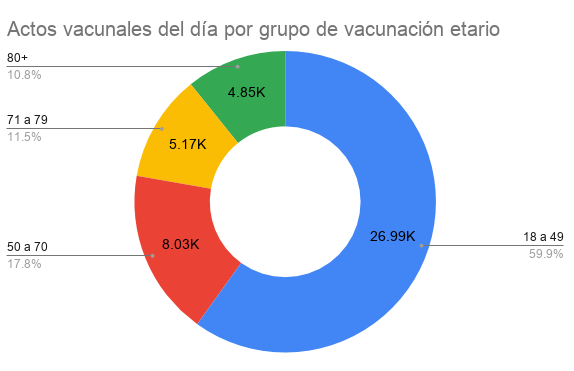 Actos vacunales del día por grupo de vacunación etario
80+
10.8%
4.85K
71 a 79
11.5%
5.17K
26.99K
18 a 49
59.9%
50 a 70
17.8%
8.03K